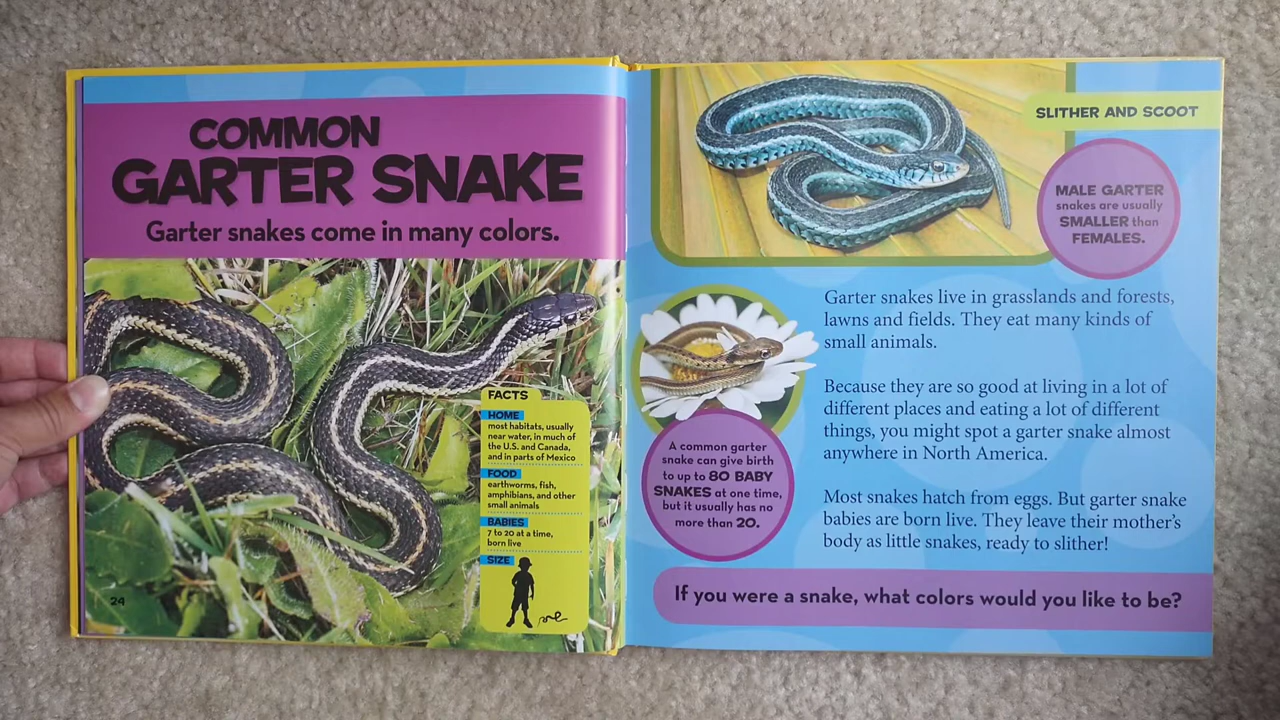 COMMON
GARTER SNAKE
Garter snakes come in many colors.
FACTS
HOME
most habitats, usually
near water, in much of
the U.S. and Canada,
and in parts of Mexico
FOOD
earthworms, fish,
amphibians, and other
small animals
BABIES
7 to 20 at a time,
born live
SIZE
24
SLITHER AND SCOOT
MALE GARTER
snakes are usually
SMALLER than
FEMALES.
Garter snakes live in grasslands and forests,
lawns and fields. They eat many kinds of
small animals.
Because they are so good at living in a lot of
different places and eating a lot of different
things, you might spot a garter snake almost
anywhere in North America.
Most snakes hatch from eggs. But garter snake
babies are born live. They leave their mother's
body as little snakes, ready to slither!
A common garter
snake can give birth
to up to 80 BABY
SNAKES at one time,
but it usually has no
more than 20.
If you were a snake, what colors would you like to be?